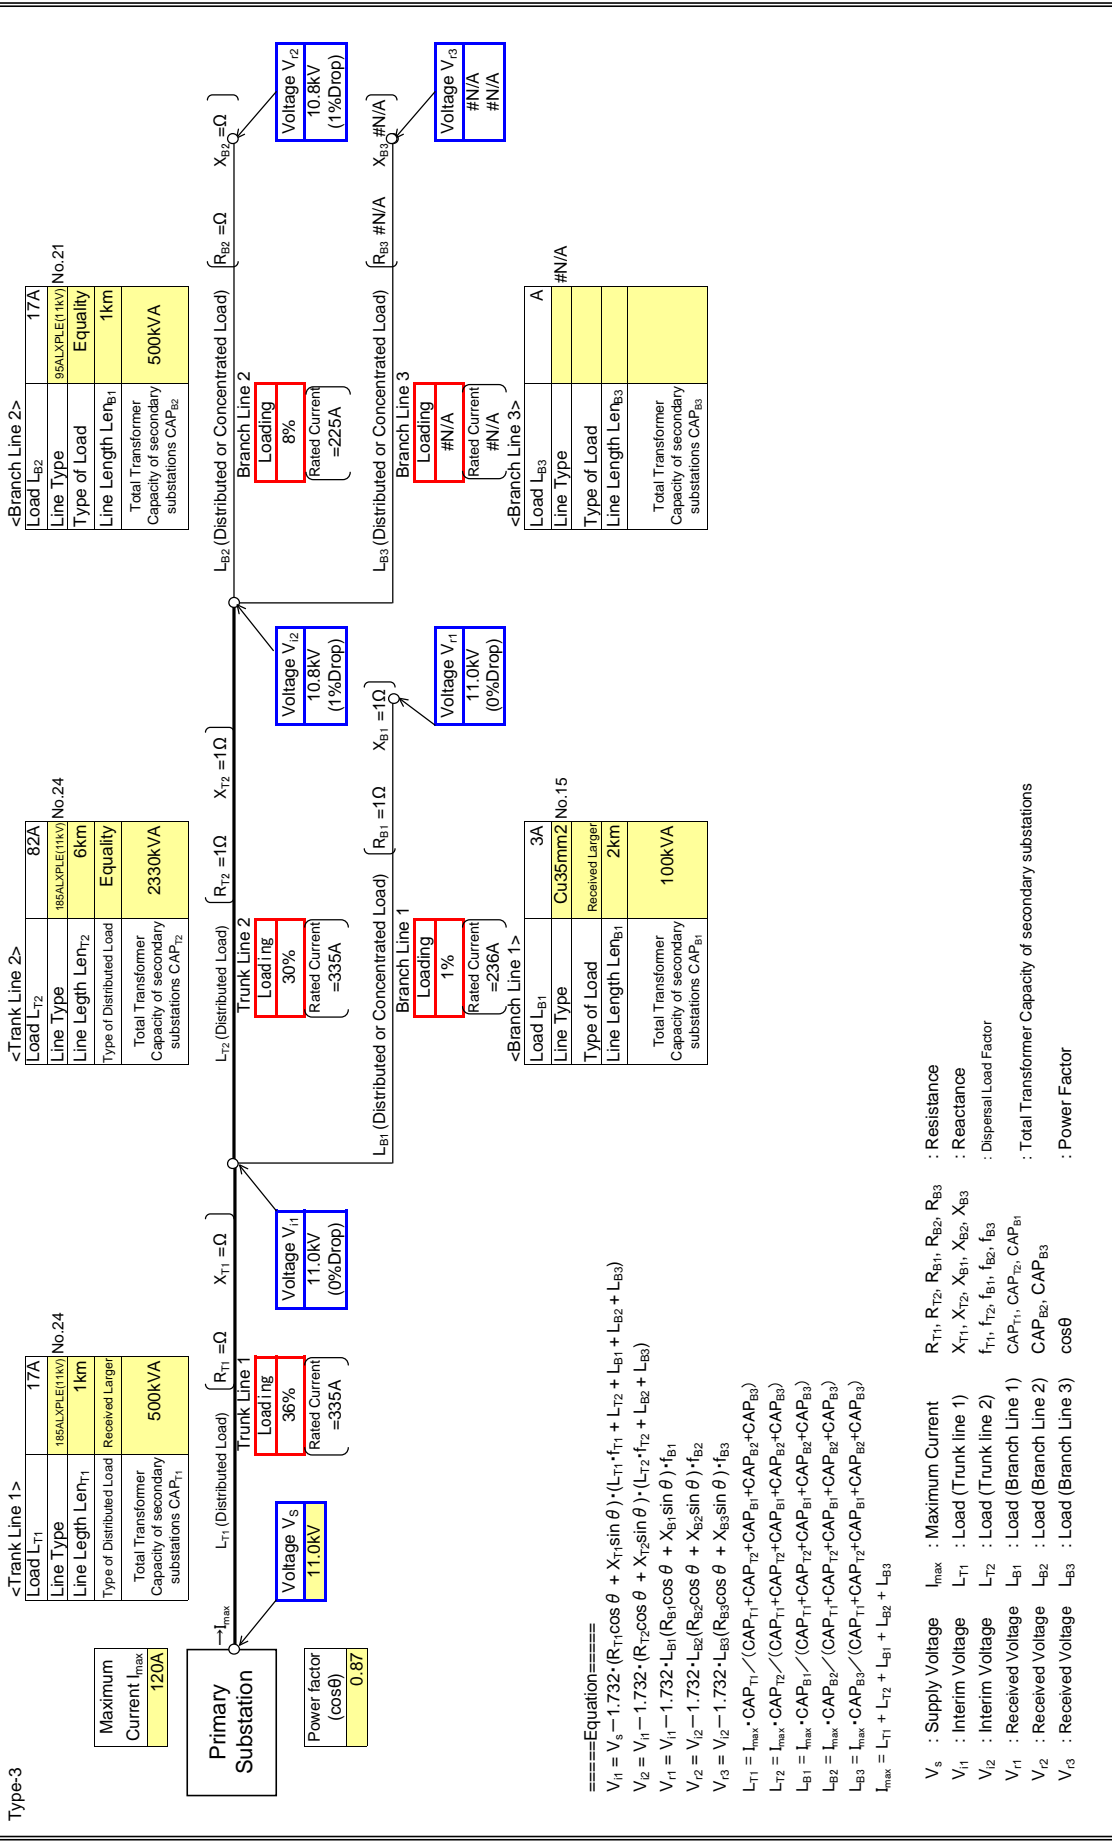 Type-3
Maximum
Current Imax
120A
Primary
Substation
Power factor
(cosθ)
0.87
→Imax
Voltage VS
11.0kV
<Trank Line 1>
Load LT1 17A
Line Type 185ALXPLE(11kV) No.24
Line Legth LenT1 1km
Type of Distributed Load Received Larger
Total Transformer
Capacity of secondary
substations CAPT1
500kVA
LT1 (Distributed Load) (RT1 =Ω XT1 =Ω)
Trunk Line 1
Loading
36%
Rated Current
=335A
Voltage Vi1
11.0kV
(0%Drop)
<Trank Line 2>
Load LT2 82A
Line Type 185ALXPLE(11kV) No.24
Line Legth LenT2 6km
Type of Distributed Load Equality
Total Transformer
Capacity of secondary
substations CAPT2
2330kVA
LT2 (Distributed Load) (RT2 =1Ω XT2 =1Ω)
Trunk Line 2
Loading
30%
Rated Current
=335A
Voltage Vi2
10.8kV
(1%Drop)
LB1 (Distributed or Concentrated Load) (RB1 =1Ω XB1 =1Ω)
Branch Line 1
Loading
1%
Rated Current
=236A
Voltage Vr1
11.0kV
(0%Drop)
<Branch Line 1>
Load LB1 3A
Line Type Cu35mm2 No.15
Type of Load Received Larger
Line Length LenB1 2km
Total Transformer
Capacity of secondary
substations CAPB1
100kVA
<Branch Line 2>
Load LB2 17A
Line Type 95ALXPLE(11kV) No.21
Type of Load Equality
Line Length LenB1 1km
Total Transformer
Capacity of secondary
substations CAPB2
500kVA
LB2 (Distributed or Concentrated Load) (RB2 =Ω XB2 =Ω)
Branch Line 2
Loading
8%
Rated Current
=225A
Voltage Vr2
10.8kV
(1%Drop)
LB3 (Distributed or Concentrated Load) (RB3 #N/A XB3 #N/A)
Branch Line 3
Loading
#N/A
Rated Current
#N/A
Voltage Vr3
#N/A
#N/A
<Branch Line 3>
Load LB3 A
Line Type #N/A
Type of Load
Line Length LenB3
Total Transformer
Capacity of secondary
substations CAPB3
=====Equation=====
Vi1 = Vs－1.732・(RT1cos θ + XT1sin θ)・(LT1・fT1 + LT2 + LB1 + LB2 + LB3)
Vi2 = Vi1－1.732・(RT2cos θ + XT2sin θ)・(LT2・fT2 + LB2 + LB3)
Vr1 = Vi1－1.732・LB1(RB1cos θ + XB1sin θ)・fB1
Vr2 = Vi2－1.732・LB2(RB2cos θ + XB2sin θ)・fB2
Vr3 = Vi2－1.732・LB3(RB3cos θ + XB3sin θ)・fB3
LT1 = Imax・CAPT1／(CAPT1+CAPT2+CAPB1+CAPB2+CAPB3)
LT2 = Imax・CAPT2／(CAPT1+CAPT2+CAPB1+CAPB2+CAPB3)
LB1 = Imax・CAPB1／(CAPT1+CAPT2+CAPB1+CAPB2+CAPB3)
LB2 = Imax・CAPB2／(CAPT1+CAPT2+CAPB1+CAPB2+CAPB3)
LB3 = Imax・CAPB3／(CAPT1+CAPT2+CAPB1+CAPB2+CAPB3)
Imax = LT1 + LT2 + LB1 + LB2 + LB3
Vs : Supply Voltage Imax : Maximum Current RT1, RT2, RB1, RB2, RB3 : Resistance
Vi1 : Interim Voltage LT1 : Load (Trunk line 1) XT1, XT2, XB1, XB2, XB3 : Reactance
Vi2 : Interim Voltage LT2 : Load (Trunk line 2) fT1, fT2, fB1, fB2, fB3 : Dispersal Load Factor
Vr1 : Received Voltage LB1 : Load (Branch Line 1) CAPT1, CAPT2, CAPB1 : Total Transformer Capacity of secondary substations
Vr2 : Received Voltage LB2 : Load (Branch Line 2) CAPB2, CAPB3
Vr3 : Received Voltage LB3 : Load (Branch Line 3) cosθ : Power Factor